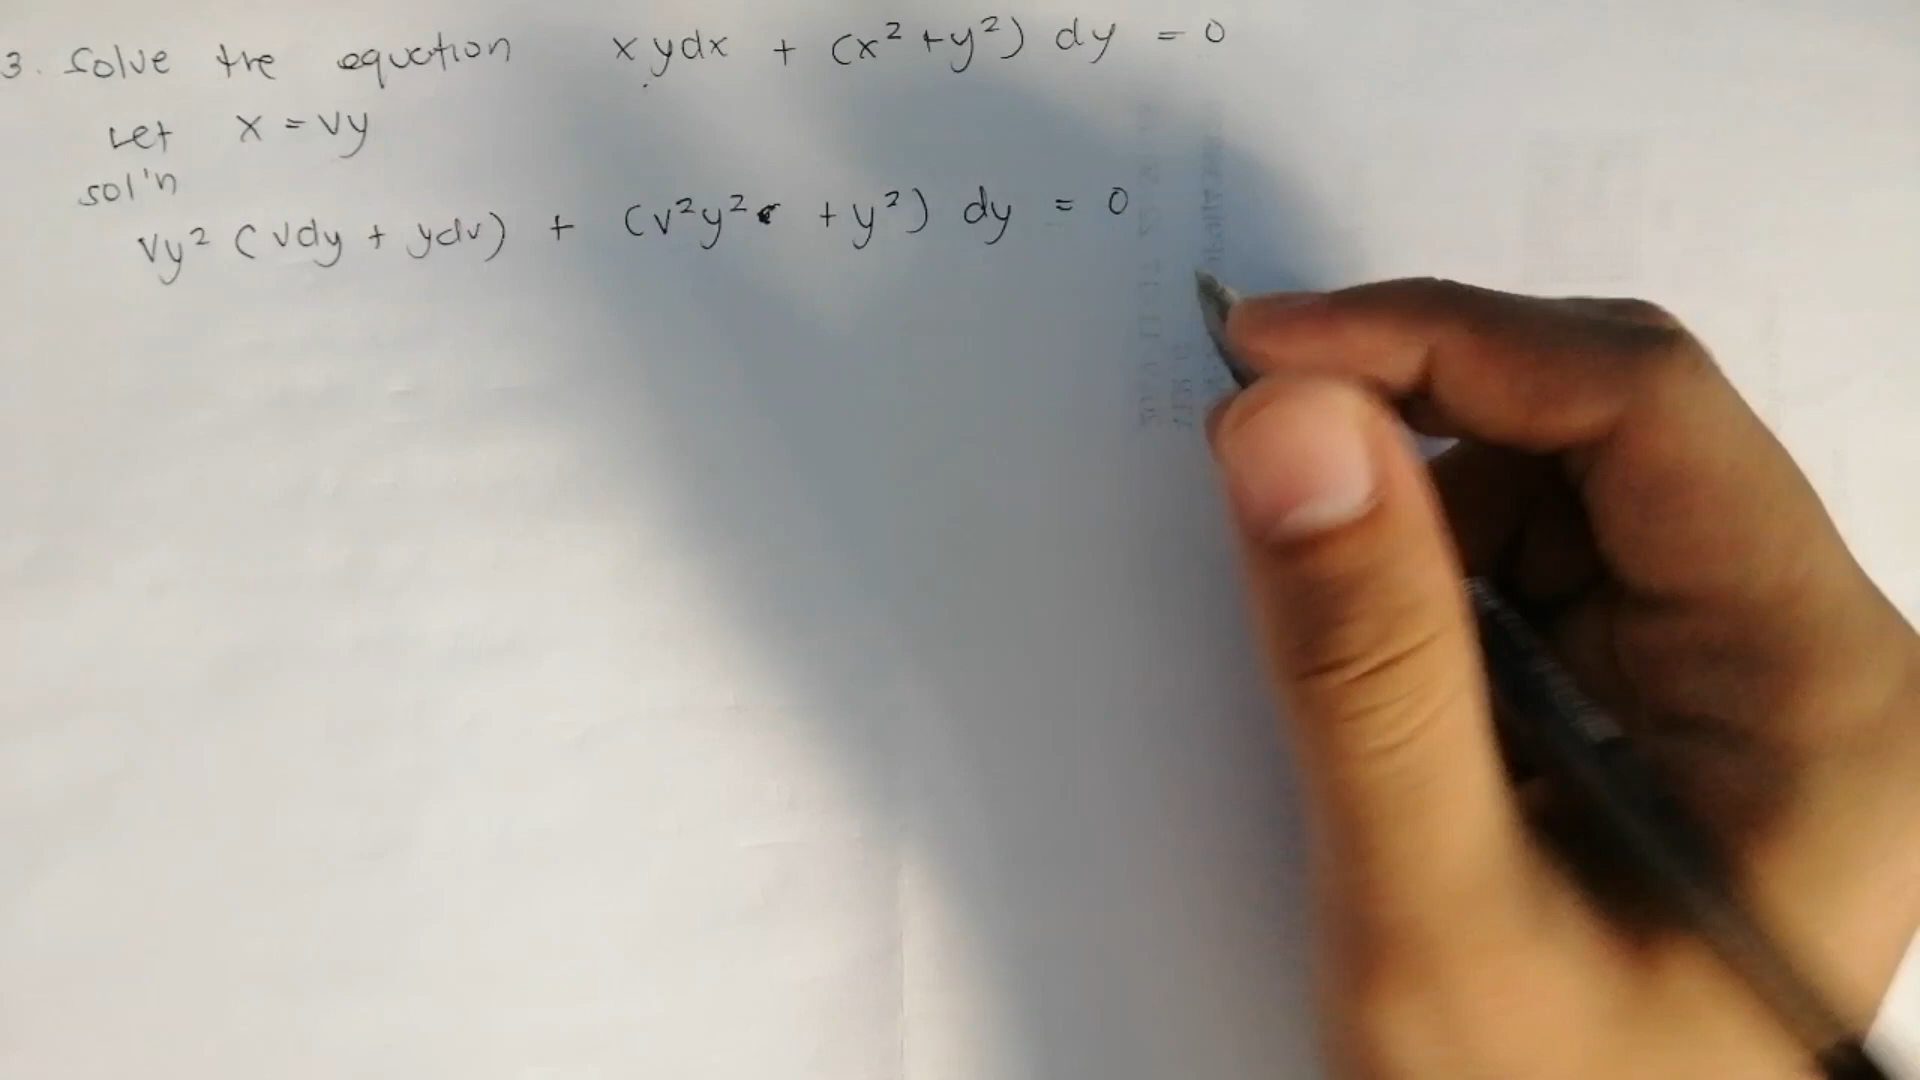 3. Solve the equation xydx + (x² + y²) dy = 0
Let x = vy
sol'n
vy² (vdy + ydv) + (v²y² + y²) dy = 0